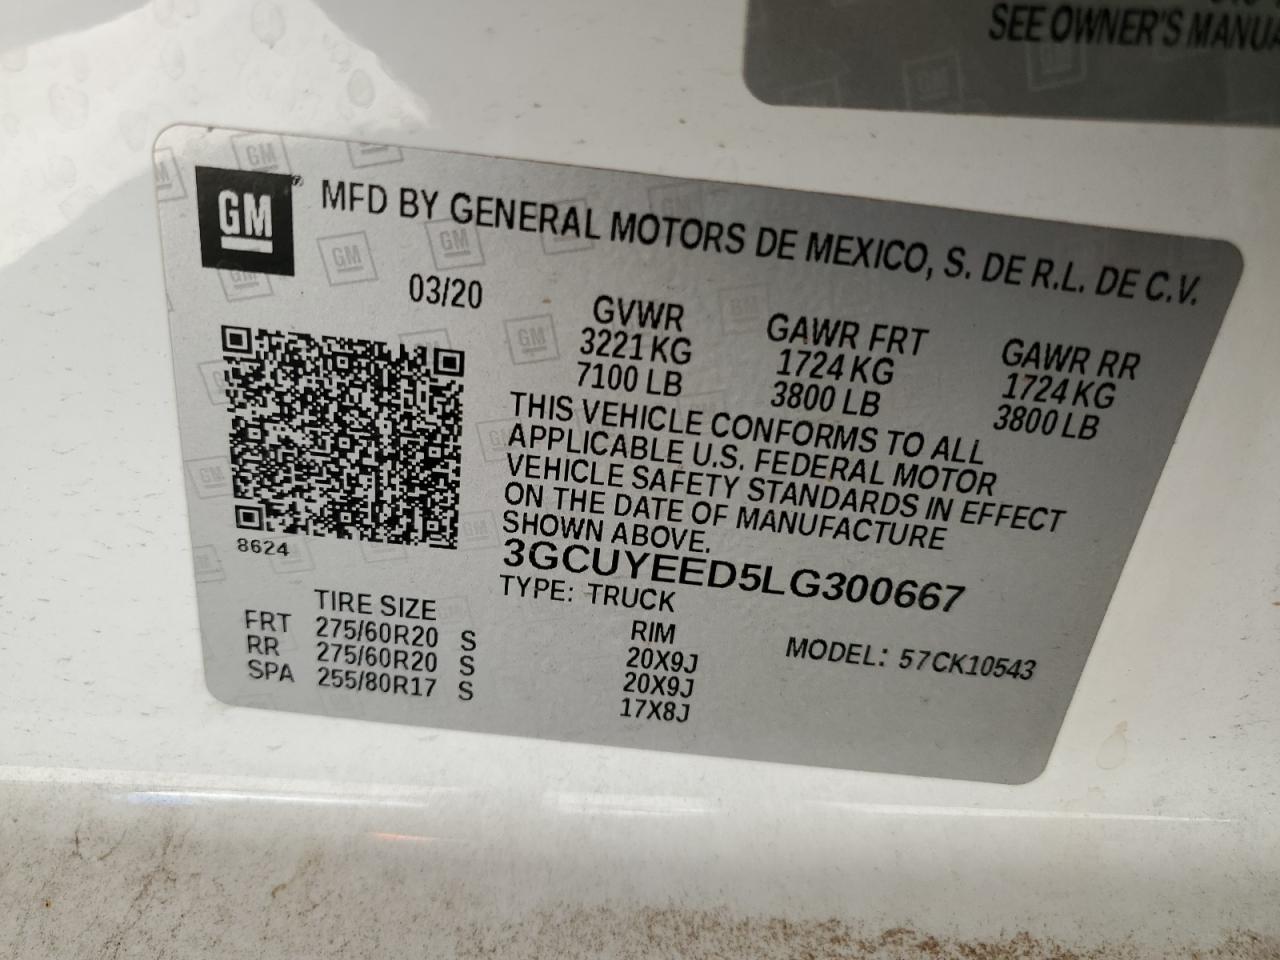 SEE OWNER'S MANUA
GM
MFD BY GENERAL MOTORS DE MEXICO, S. DE R.L. DE C.V.
03/20
GVWR GAWR FRT GAWR RR
3221 KG 1724 KG 1724 KG
7100 LB 3800 LB 3800 LB
THIS VEHICLE CONFORMS TO ALL
APPLICABLE U.S. FEDERAL MOTOR
VEHICLE SAFETY STANDARDS IN EFFECT
ON THE DATE OF MANUFACTURE
SHOWN ABOVE.
8624
3GCUYEED5LG300667
TYPE: TRUCK
MODEL: 57CK10543
TIRE SIZE RIM
FRT 275/60R20 S 20X9J
RR 275/60R20 S 20X9J
SPA 255/80R17 S 17X8J